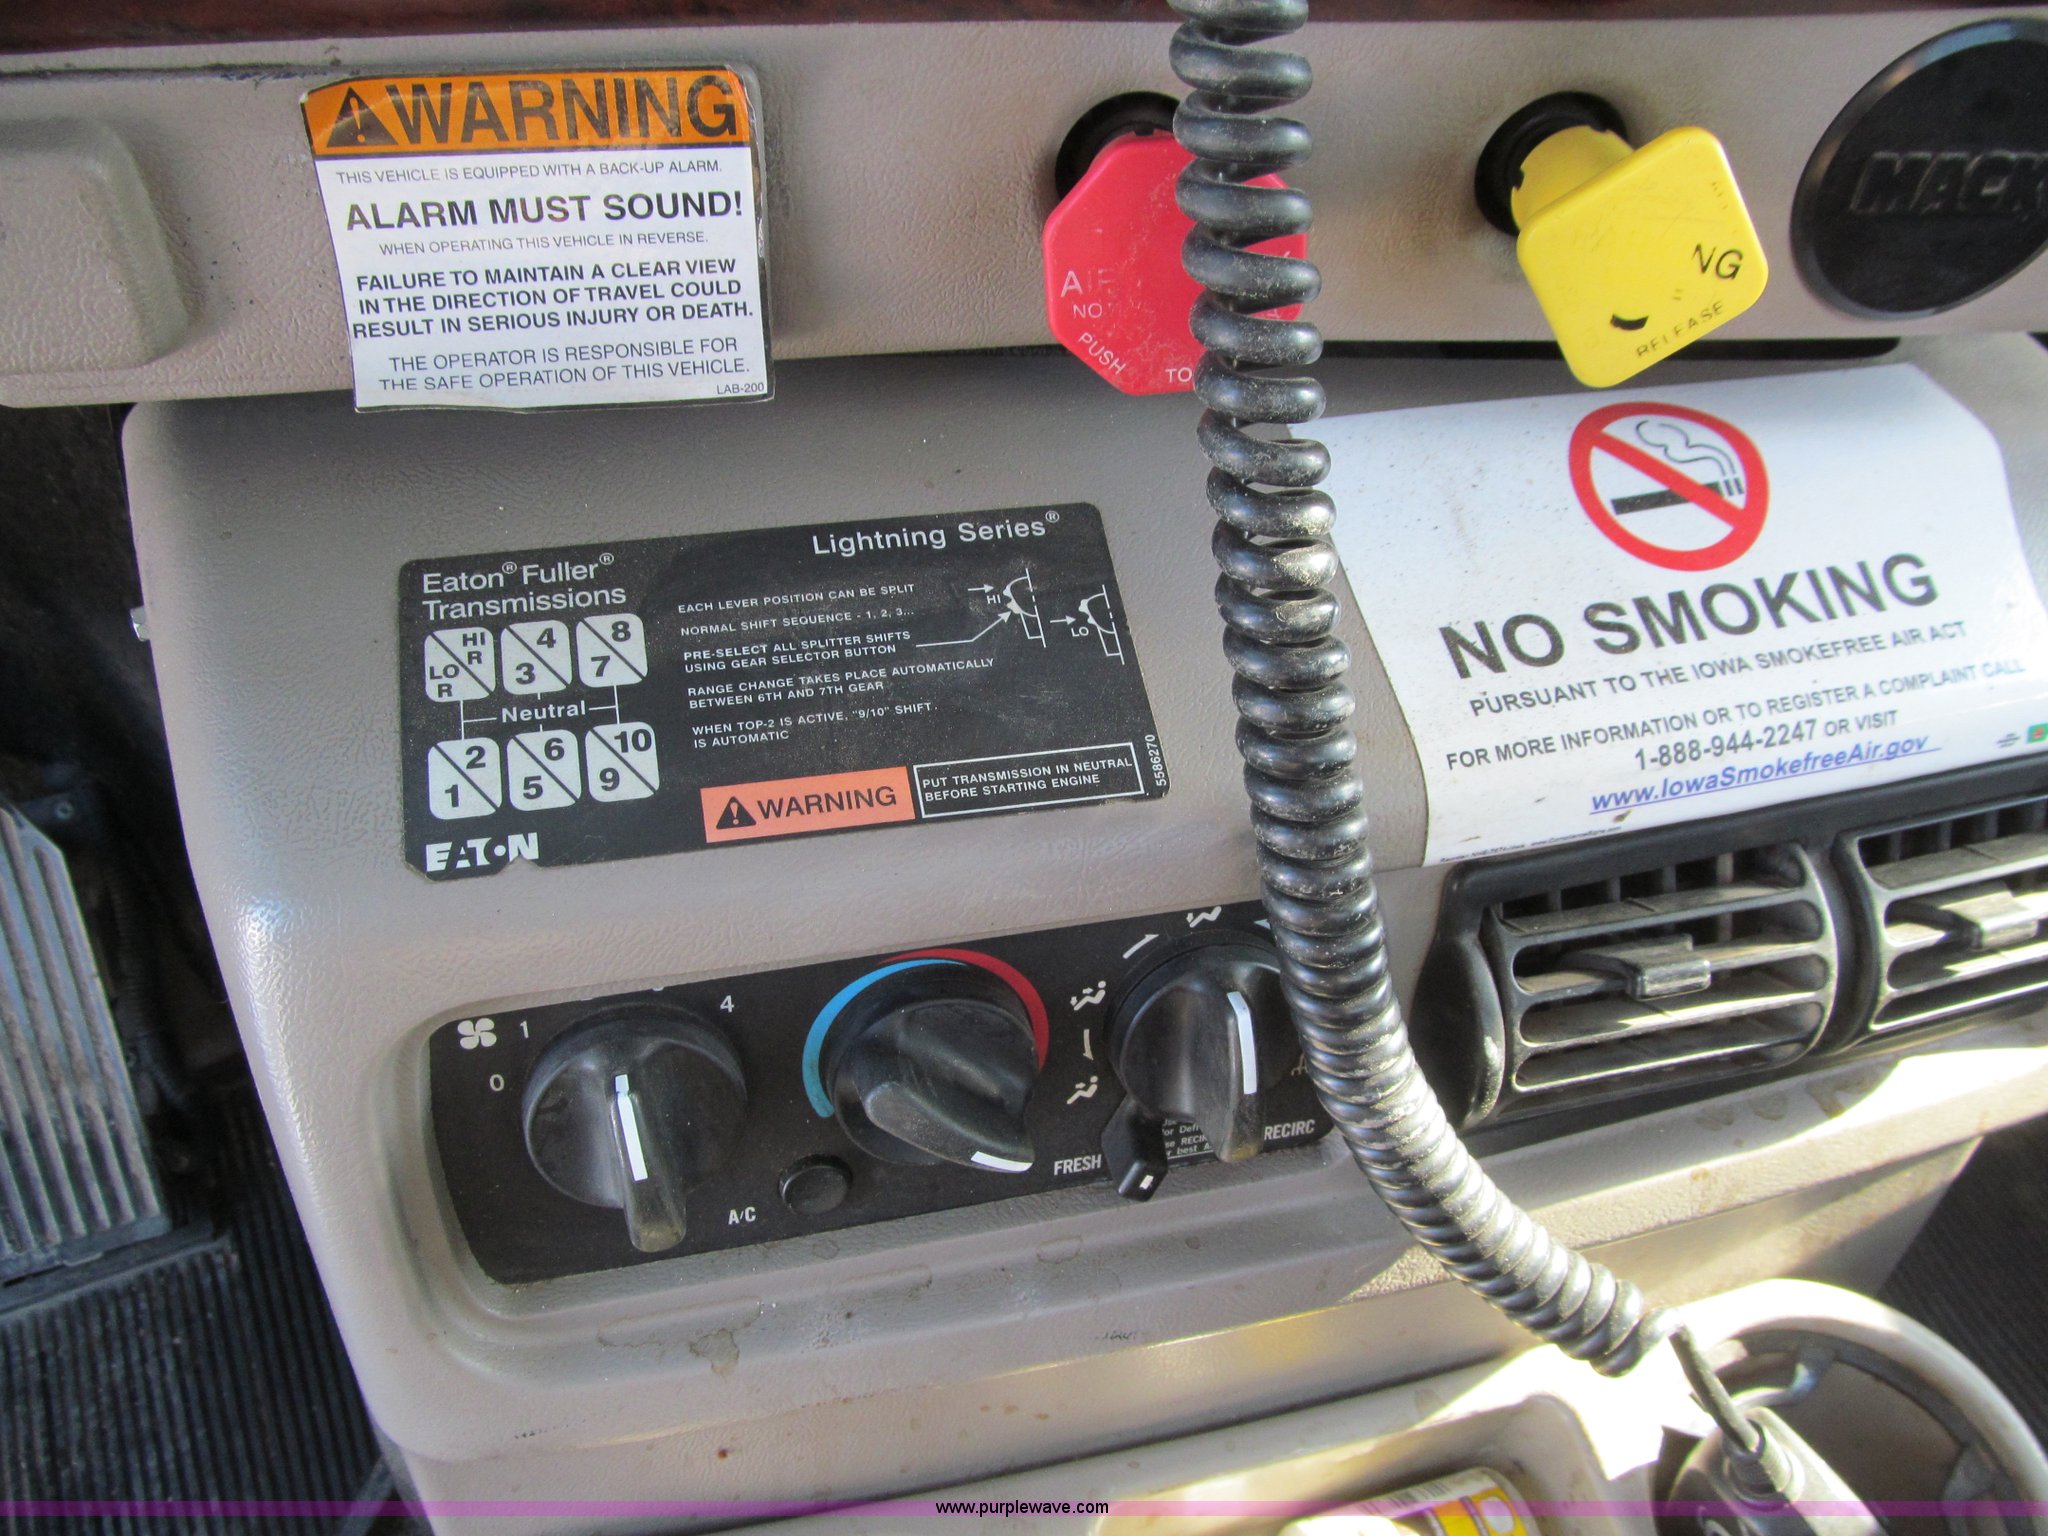 WARNING
THIS VEHICLE IS EQUIPPED WITH A BACK-UP ALARM.
ALARM MUST SOUND!
WHEN OPERATING THIS VEHICLE IN REVERSE.
FAILURE TO MAINTAIN A CLEAR VIEW
IN THE DIRECTION OF TRAVEL COULD
RESULT IN SERIOUS INJURY OR DEATH.
THE OPERATOR IS RESPONSIBLE FOR
THE SAFE OPERATION OF THIS VEHICLE.
LAB-200
NO
PUSH
TO
NG
RELEASE
MACK
Eaton® Fuller®
Transmissions
HI R
LO R
4
3
8
7
Neutral
2
1
6
5
10
9
EATON
Lightning Series®
EACH LEVER POSITION CAN BE SPLIT
NORMAL SHIFT SEQUENCE - 1, 2, 3...
PRE-SELECT ALL SPLITTER SHIFTS
USING GEAR SELECTOR BUTTON
RANGE CHANGE TAKES PLACE AUTOMATICALLY
BETWEEN 6TH AND 7TH GEAR
WHEN TOP-2 IS ACTIVE, "9/10" SHIFT.
IS AUTOMATIC
HI
LO
WARNING
PUT TRANSMISSION IN NEUTRAL
BEFORE STARTING ENGINE
5586270
NO SMOKING
PURSUANT TO THE IOWA SMOKEFREE AIR ACT
FOR MORE INFORMATION OR TO REGISTER A COMPLAINT CALL
1-888-944-2247 OR VISIT
www.IowaSmokefreeAir.gov
0
1
4
A/C
FRESH
RECIRC
for Def
se RECI
best A
www.purplewave.com